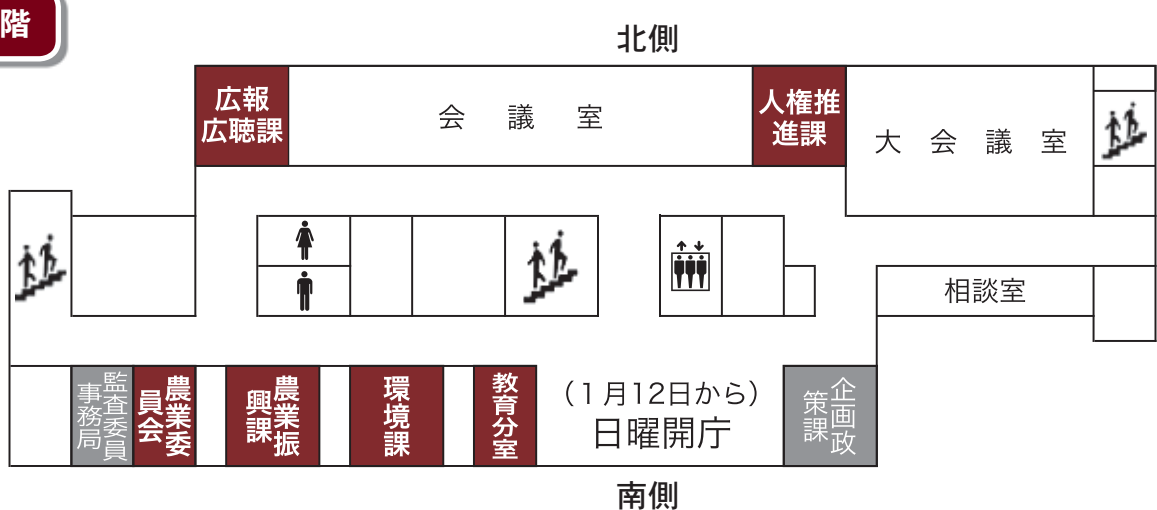 階
北側
広報
広聴課
会議室
人権推
進課
大会議室
相談室
監査委員
事務局
農業委
員会
農業振
興課
環境課
教育分室
（1月12日から）
日曜開庁
企画政
策課
南側